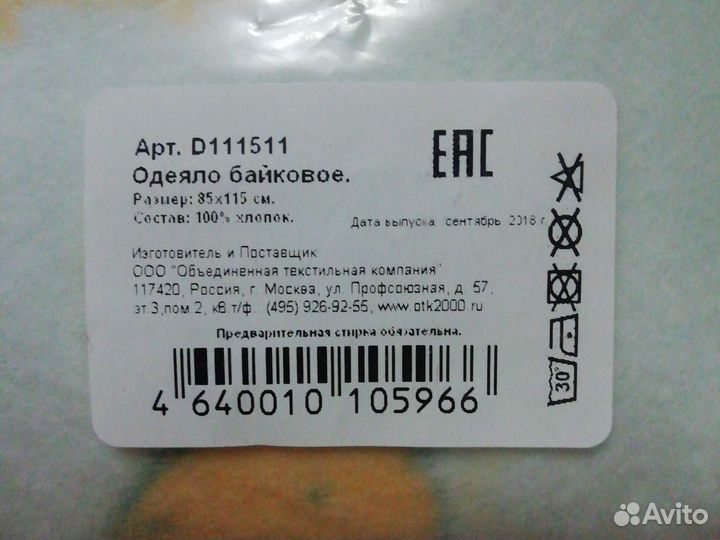 Арт. D111511
EAC
Одеяло байковое.
Размер: 85х115 см.
Состав: 100% хлопок.
Дата выпуска сентябрь 2018 г
Изготовитель и Поставщик
ООО "Объединенная текстильная компания"
117420, Россия, г. Москва, ул. Профсоюзная, д. 57,
эт.3,пом.2, к8.т/ф.: (495) 926-92-55, www.otk2000.ru
Предварительная стирка обязательна.
4 640010 105966
30°
Avito